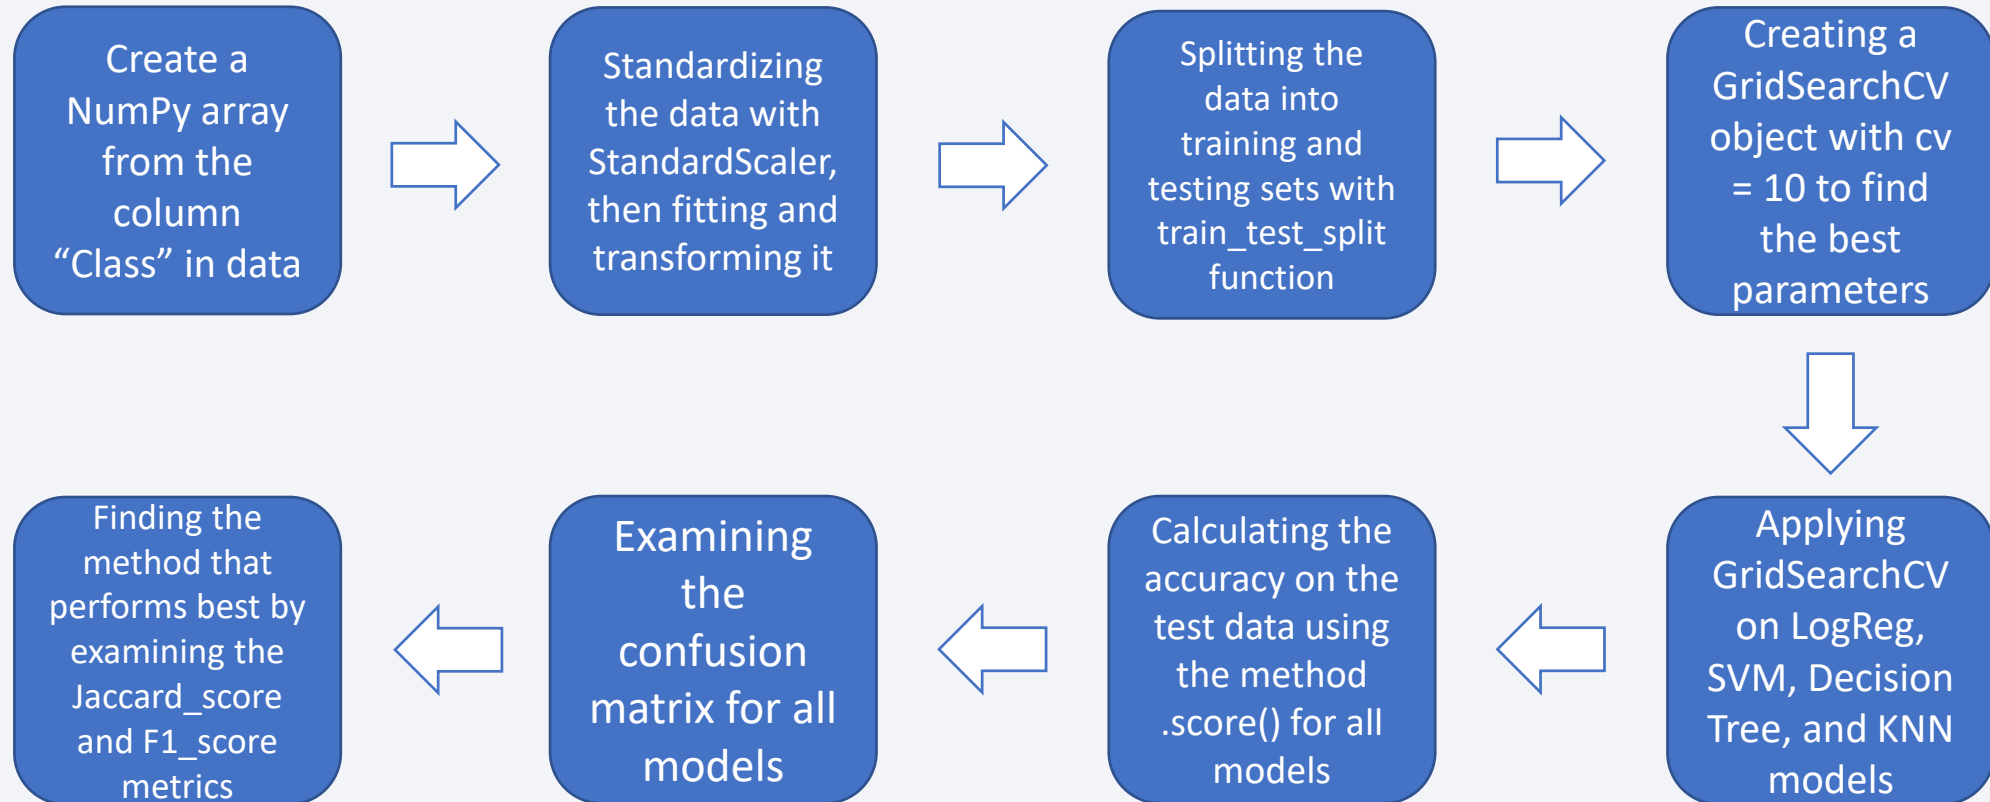 Create a
NumPy array
from the
column
“Class” in data
Standardizing
the data with
StandardScaler,
then fitting and
transforming it
Splitting the
data into
training and
testing sets with
train_test_split
function
Creating a
GridSearchCV
object with cv
= 10 to find
the best
parameters
Applying
GridSearchCV
on LogReg,
SVM, Decision
Tree, and KNN
models
Calculating the
accuracy on the
test data using
the method
.score() for all
models
Examining
the
confusion
matrix for all
models
Finding the
method that
performs best by
examining the
Jaccard_score
and F1_score
metrics